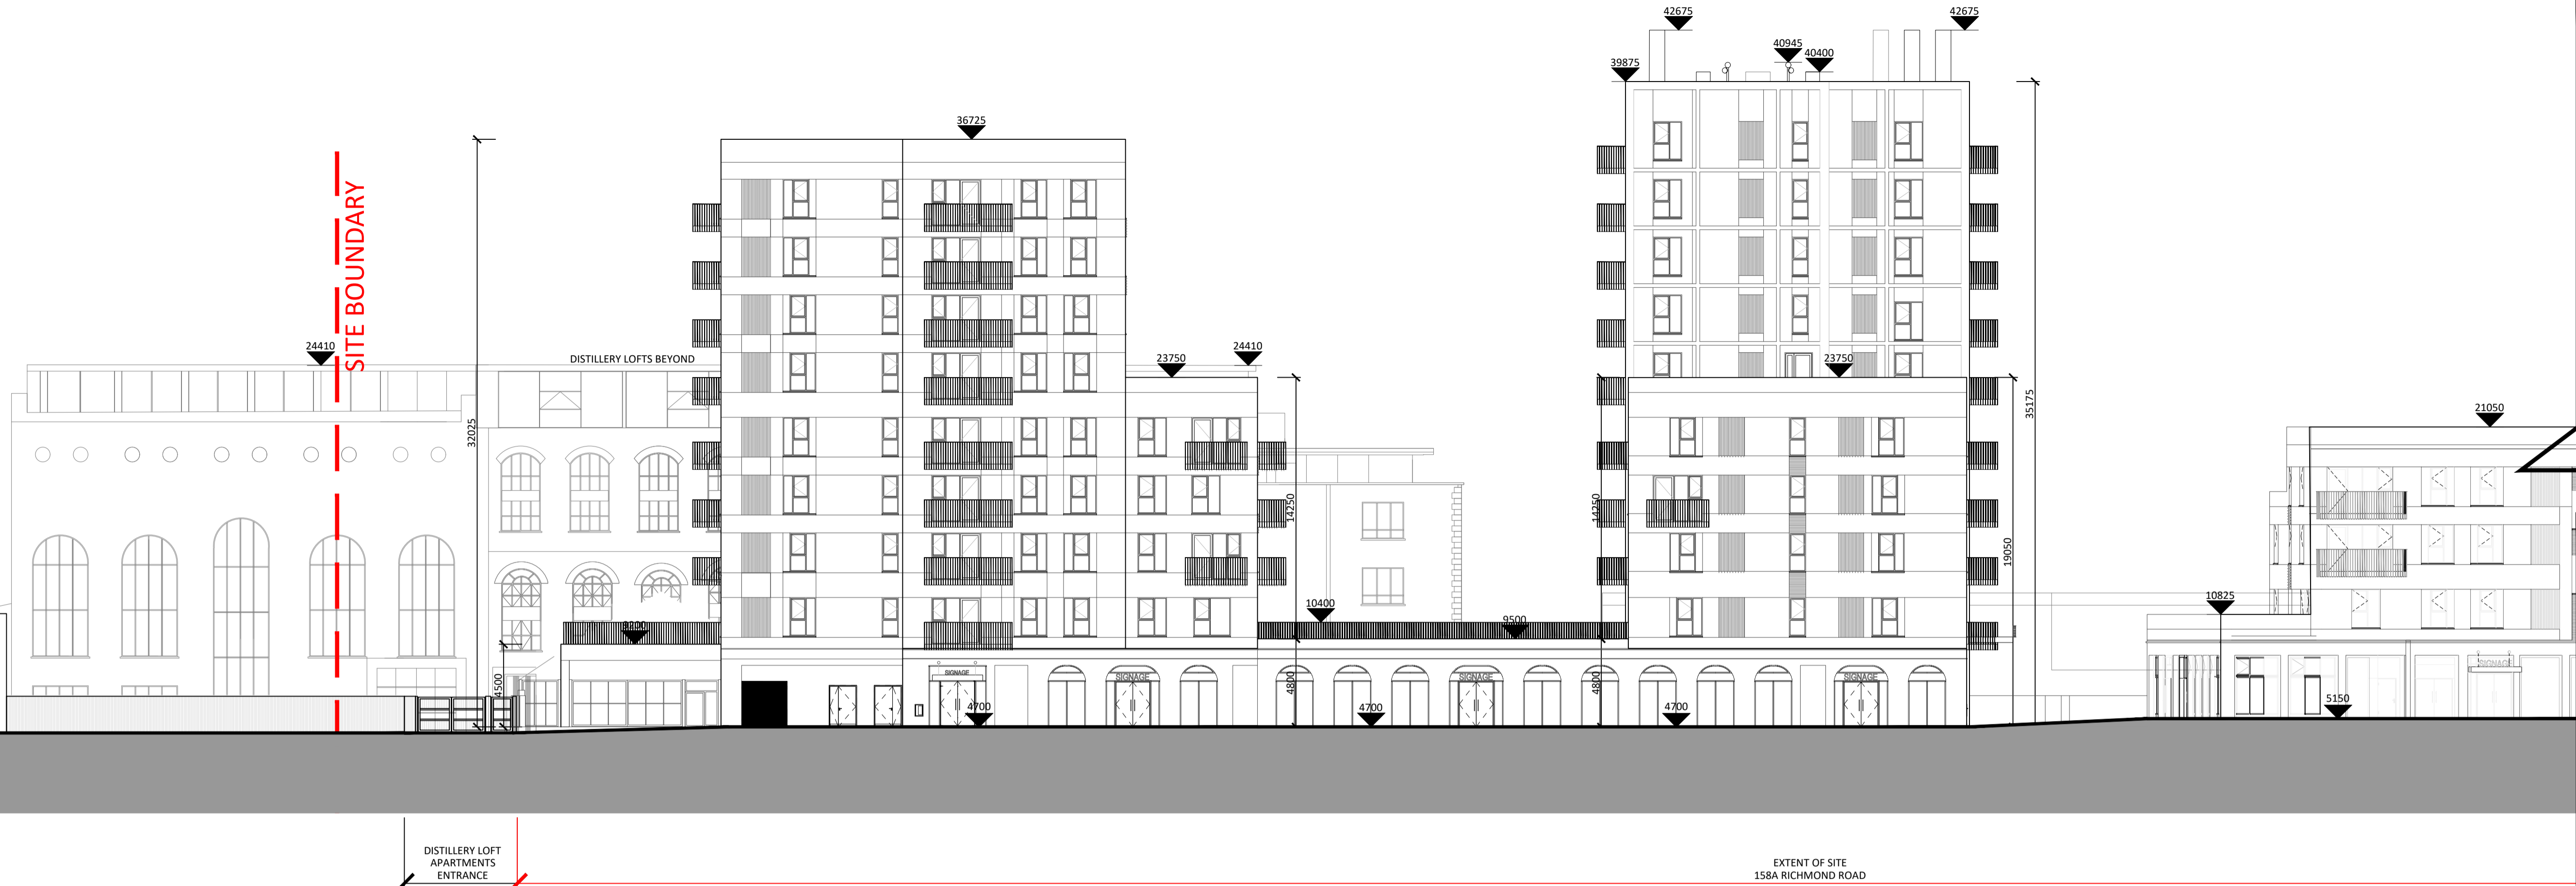 42675
42675
40945
40400
39875
36725
SITE BOUNDARY
24410
DISTILLERY LOFTS BEYOND
24410
23750
23750
32025
35175
21050
14250
14250
19050
10400
9500
9200
10825
4500
SIGNAGE
SIGNAGE
SIGNAGE
SIGNAGE
SIGNAGE
4800
4800
4700
4700
4700
5150
DISTILLERY LOFT
APARTMENTS
ENTRANCE
EXTENT OF SITE
158A RICHMOND ROAD